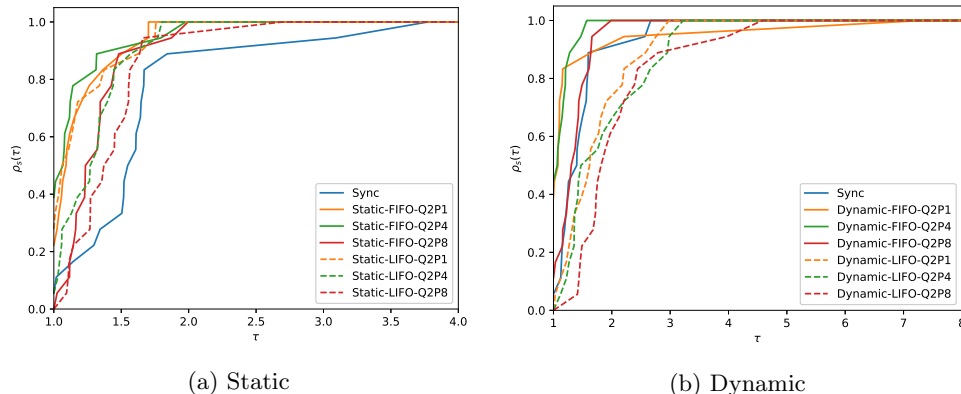 1.0
0.8
0.6
0.4
0.2
0.0
ρs(τ)
1.0
1.5
2.0
2.5
3.0
3.5
4.0
τ
Sync
Static-FIFO-Q2P1
Static-FIFO-Q2P4
Static-FIFO-Q2P8
Static-LIFO-Q2P1
Static-LIFO-Q2P4
Static-LIFO-Q2P8
(a) Static
1.0
0.8
0.6
0.4
0.2
0.0
ρs(τ)
1
2
3
4
5
6
7
8
τ
Sync
Dynamic-FIFO-Q2P1
Dynamic-FIFO-Q2P4
Dynamic-FIFO-Q2P8
Dynamic-LIFO-Q2P1
Dynamic-LIFO-Q2P4
Dynamic-LIFO-Q2P8
(b) Dynamic